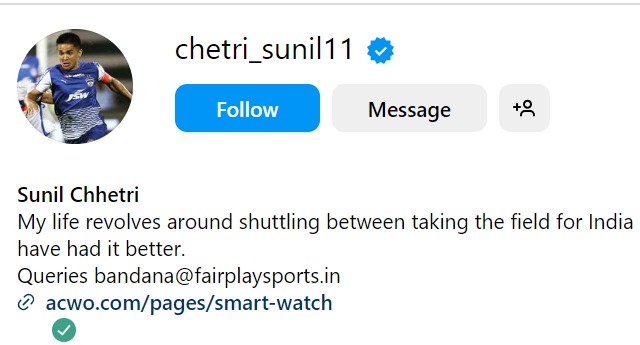 chetri_sunil11
Follow
Message
JSW
Sunil Chhetri
My life revolves around shuttling between taking the field for India
have had it better.
Queries bandana@fairplaysports.in
acwo.com/pages/smart-watch